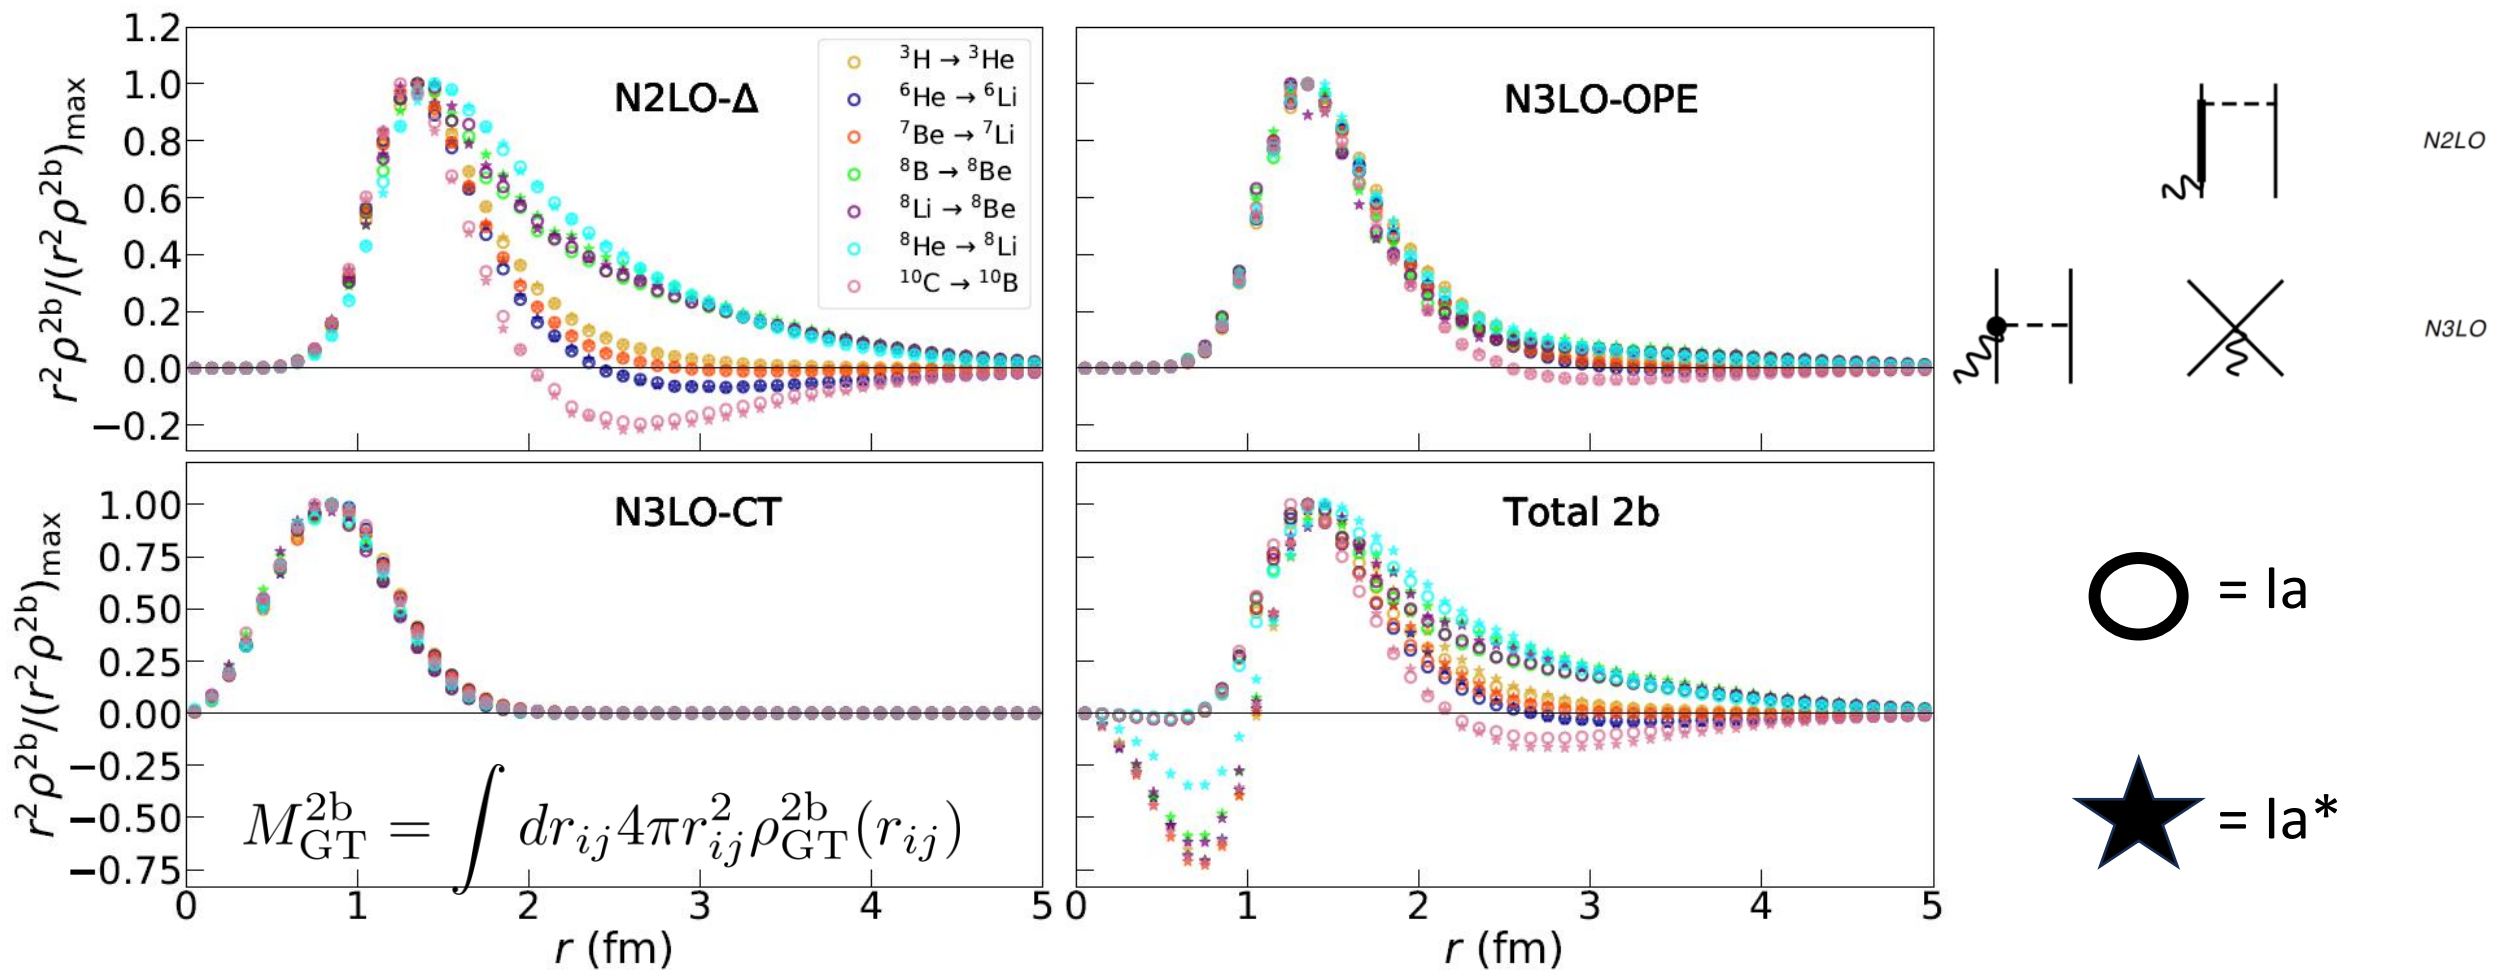 1.2
1.0
0.8
0.6
0.4
0.2
0.0
−0.2
r²ρ²ᵇ/(r²ρ²ᵇ)max
N2LO-Δ
³H → ³He
⁶He → ⁶Li
⁷Be → ⁷Li
⁸B → ⁸Be
⁸Li → ⁸Be
⁸He → ⁸Li
¹⁰C → ¹⁰B
N3LO-OPE
N2LO
N3LO
1.00
0.75
0.50
0.25
0.00
−0.25
−0.50
−0.75
r²ρ²ᵇ/(r²ρ²ᵇ)max
N3LO-CT
M_GT^2b = ∫ dr_ij 4πr²_ij ρ_GT^2b(r_ij)
0 1 2 3 4 5
r (fm)
Total 2b
0 1 2 3 4 5
r (fm)
= Ia
= Ia*